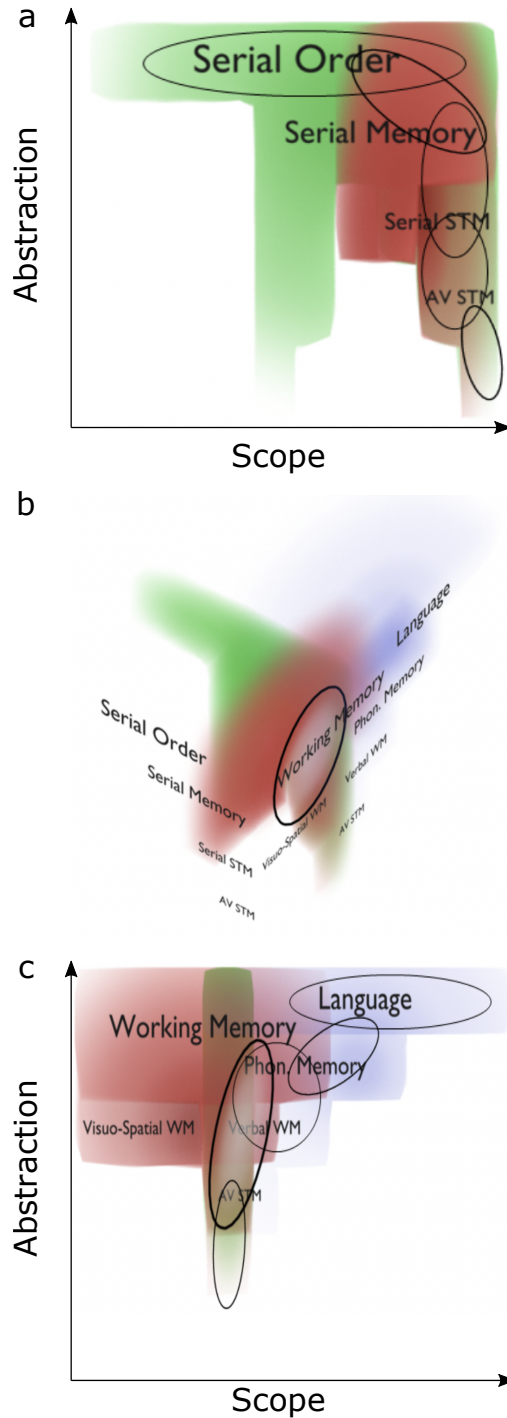 a
Serial Order
Serial Memory
Serial STM
AV STM
Abstraction
Scope
b
Language
Phon. Memory
Working Memory
Verbal WM
Serial Order
Serial Memory
Visuo-Spatial WM
AV STM
Serial STM
AV STM
c
Language
Working Memory
Phon. Memory
Visuo-Spatial WM
Verbal WM
AV STM
Abstraction
Scope